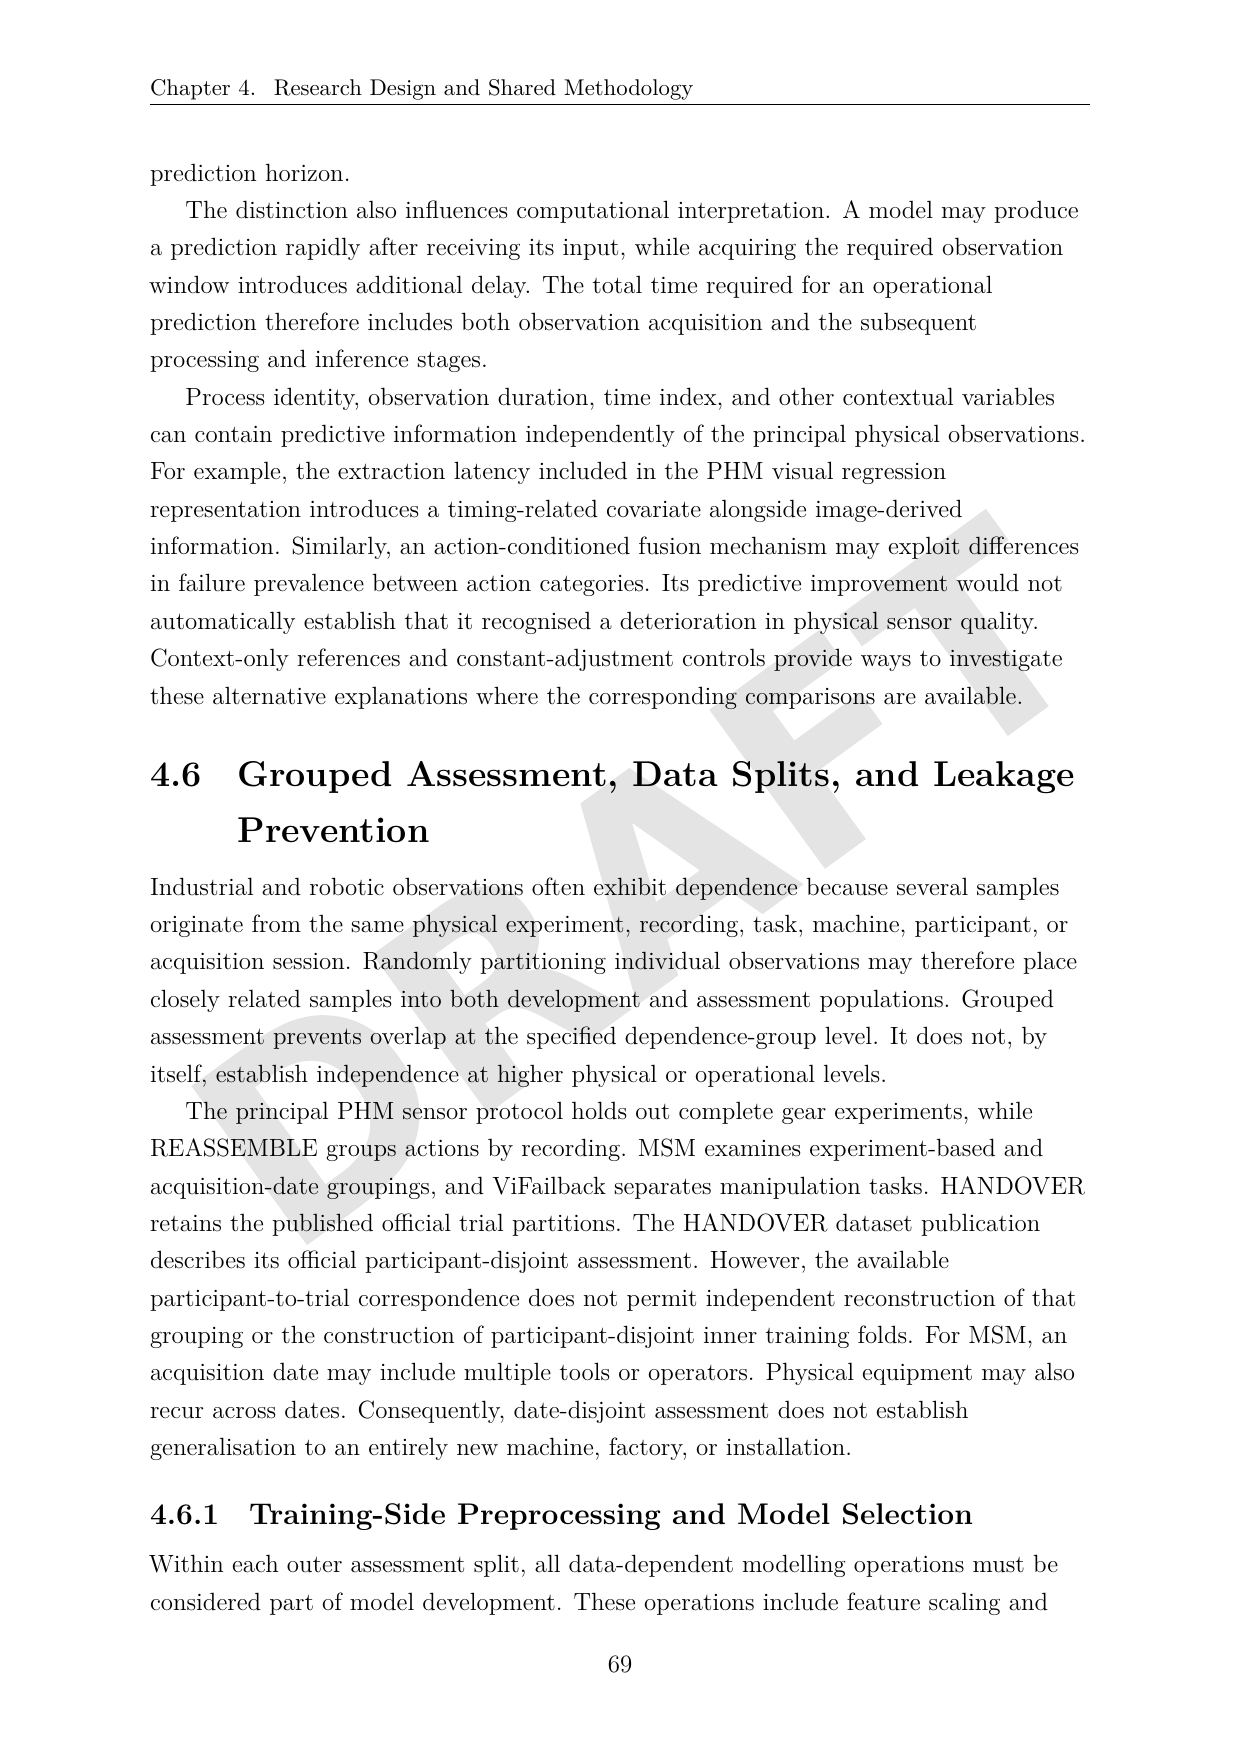 Chapter 4. Research Design and Shared Methodology
prediction horizon.
The distinction also influences computational interpretation. A model may produce
a prediction rapidly after receiving its input, while acquiring the required observation
window introduces additional delay. The total time required for an operational
prediction therefore includes both observation acquisition and the subsequent
processing and inference stages.
Process identity, observation duration, time index, and other contextual variables
can contain predictive information independently of the principal physical observations.
For example, the extraction latency included in the PHM visual regression
representation introduces a timing-related covariate alongside image-derived
information. Similarly, an action-conditioned fusion mechanism may exploit differences
in failure prevalence between action categories. Its predictive improvement would not
automatically establish that it recognised a deterioration in physical sensor quality.
Context-only references and constant-adjustment controls provide ways to investigate
these alternative explanations where the corresponding comparisons are available.
4.6 Grouped Assessment, Data Splits, and Leakage
Prevention
Industrial and robotic observations often exhibit dependence because several samples
originate from the same physical experiment, recording, task, machine, participant, or
acquisition session. Randomly partitioning individual observations may therefore place
closely related samples into both development and assessment populations. Grouped
assessment prevents overlap at the specified dependence-group level. It does not, by
itself, establish independence at higher physical or operational levels.
The principal PHM sensor protocol holds out complete gear experiments, while
REASSEMBLE groups actions by recording. MSM examines experiment-based and
acquisition-date groupings, and ViFailback separates manipulation tasks. HANDOVER
retains the published official trial partitions. The HANDOVER dataset publication
describes its official participant-disjoint assessment. However, the available
participant-to-trial correspondence does not permit independent reconstruction of that
grouping or the construction of participant-disjoint inner training folds. For MSM, an
acquisition date may include multiple tools or operators. Physical equipment may also
recur across dates. Consequently, date-disjoint assessment does not establish
generalisation to an entirely new machine, factory, or installation.
4.6.1 Training-Side Preprocessing and Model Selection
Within each outer assessment split, all data-dependent modelling operations must be
considered part of model development. These operations include feature scaling and
69
DRAFT